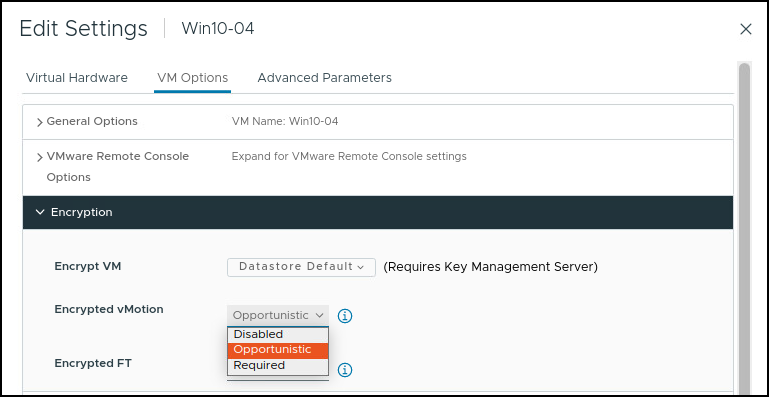 Edit Settings | Win10-04
Virtual Hardware VM Options Advanced Parameters
General Options VM Name: Win10-04
VMware Remote Console Options Expand for VMware Remote Console settings
Encryption
Encrypt VM Datastore Default (Requires Key Management Server)
Encrypted vMotion Opportunistic
Disabled
Opportunistic
Required
Encrypted FT